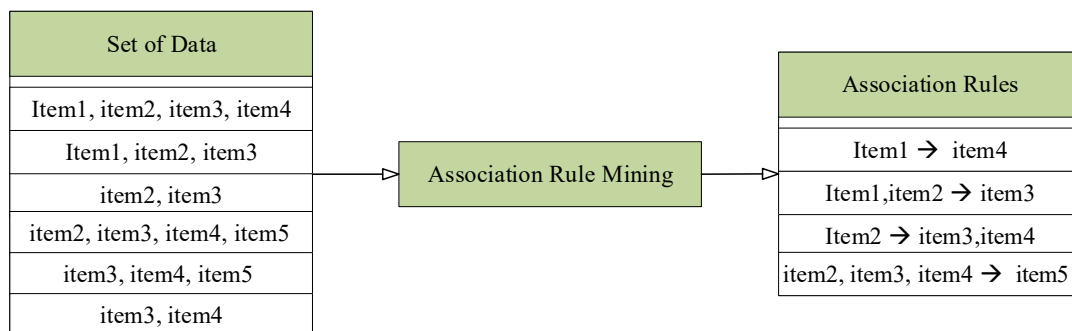 Set of Data
Item1, item2, item3, item4
Item1, item2, item3
item2, item3
item2, item3, item4, item5
item3, item4, item5
item3, item4
Association Rule Mining
Association Rules
Item1 → item4
Item1,item2 → item3
Item2 → item3,item4
item2, item3, item4 → item5